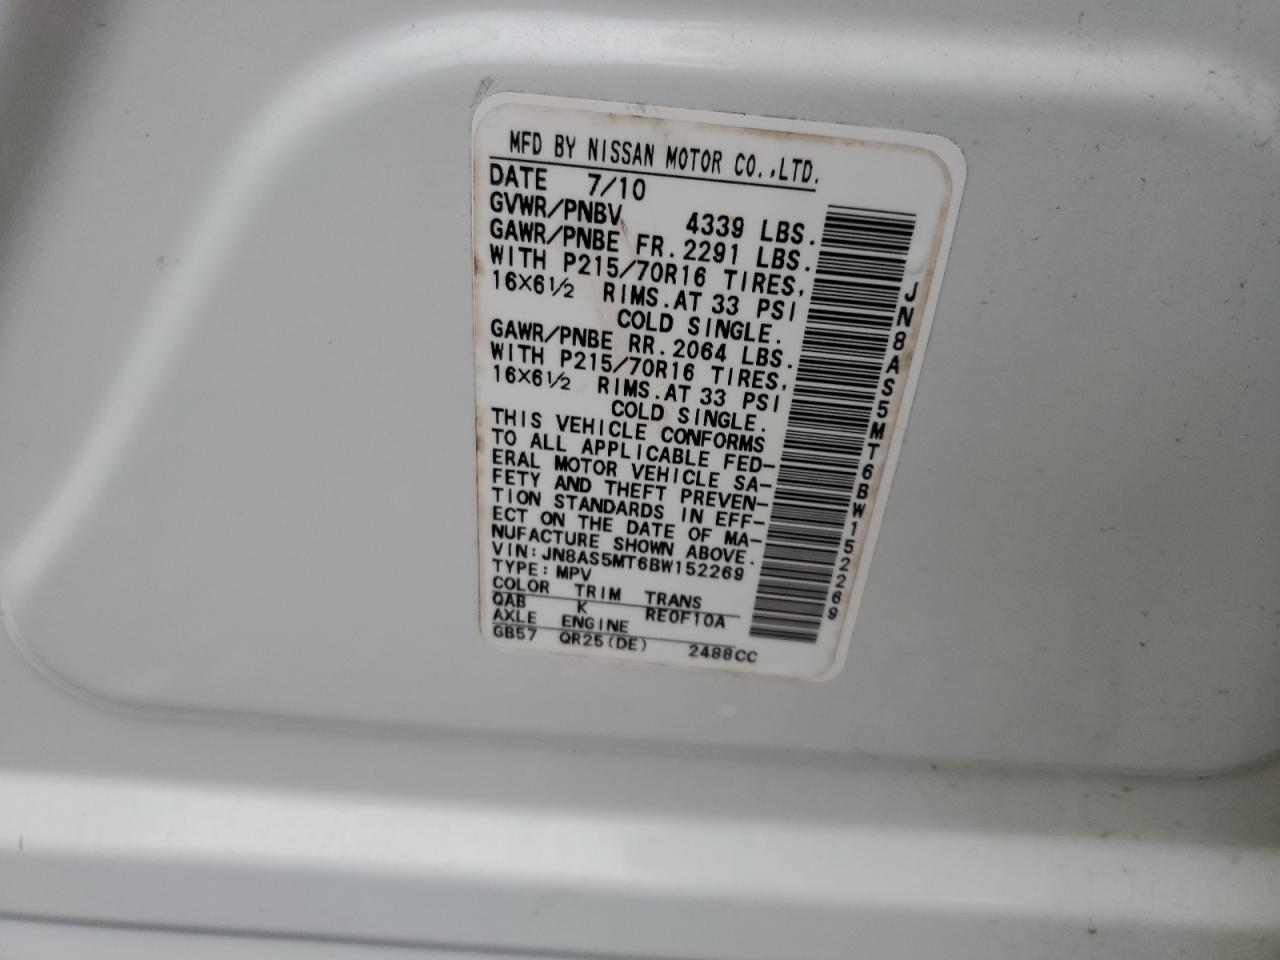 MFD BY NISSAN MOTOR CO.,LTD.
DATE 7/10
GVWR/PNBV 4339 LBS.
GAWR/PNBE FR. 2291 LBS.
WITH P215/70R16 TIRES,
16X6½ RIMS. AT 33 PSI
COLD SINGLE.
GAWR/PNBE RR. 2064 LBS.
WITH P215/70R16 TIRES,
16X6½ RIMS. AT 33 PSI
COLD SINGLE.
THIS VEHICLE CONFORMS
TO ALL APPLICABLE FED-
ERAL MOTOR VEHICLE SA-
FETY AND THEFT PREVEN-
TION STANDARDS IN EFF-
ECT ON THE DATE OF MA-
NUFACTURE SHOWN ABOVE.
VIN: JN8AS5MT6BW152269
TYPE: MPV
COLOR TRIM TRANS
QAB K RE0F10A
AXLE ENGINE
GB57 QR25(DE) 2488CC
JN8AS5MT6BW152269